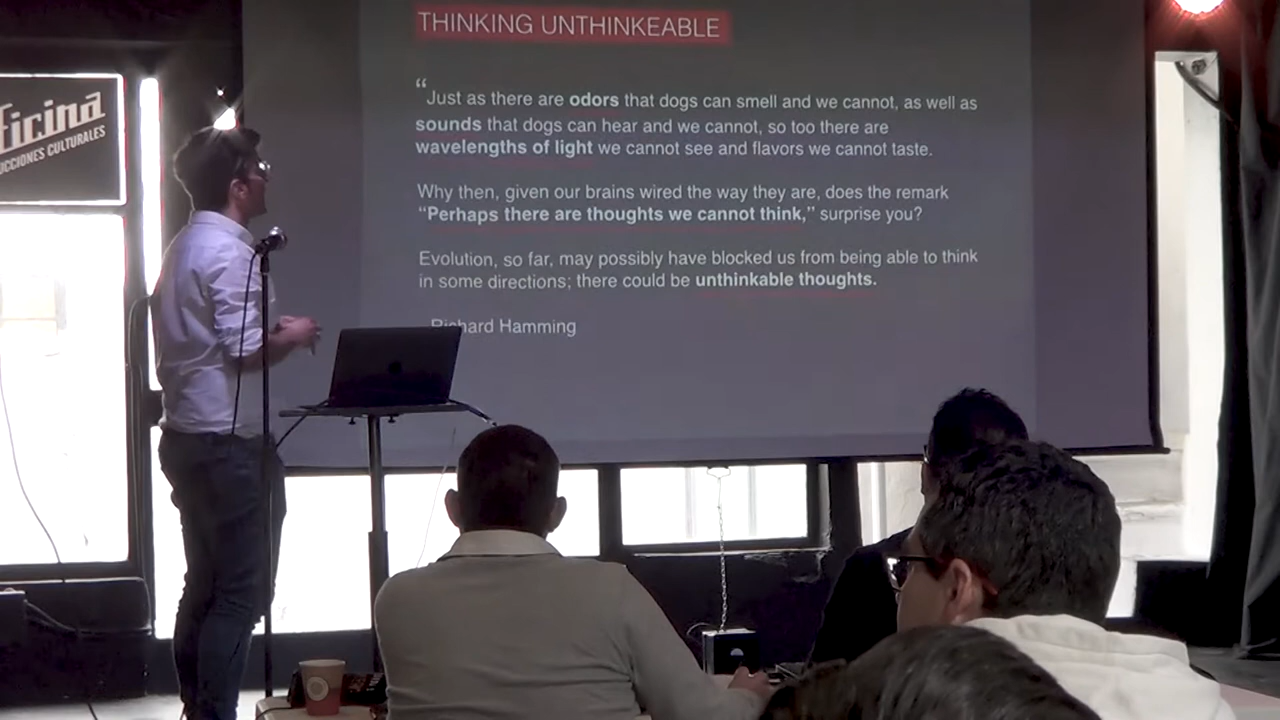 THINKING UNTHINKEABLE
“Just as there are odors that dogs can smell and we cannot, as well as
sounds that dogs can hear and we cannot, so too there are
wavelengths of light we cannot see and flavors we cannot taste.
Why then, given our brains wired the way they are, does the remark
“Perhaps there are thoughts we cannot think,” surprise you?
Evolution, so far, may possibly have blocked us from being able to think
in some directions; there could be unthinkable thoughts.
Richard Hamming
CULTURALES